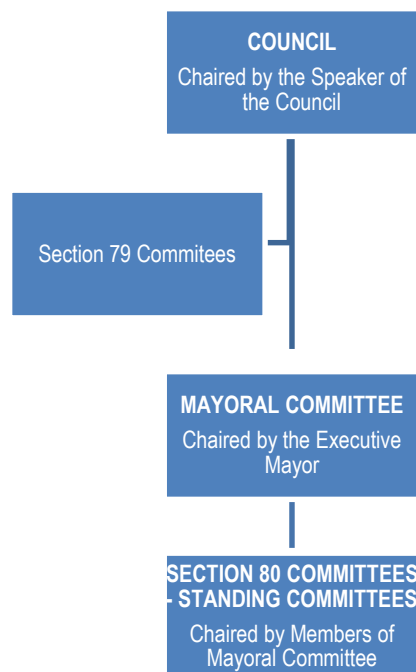 COUNCIL
Chaired by the Speaker of
the Council
Section 79 Commitees
MAYORAL COMMITTEE
Chaired by the Executive
Mayor
SECTION 80 COMMITTEES
- STANDING COMMITTEES
Chaired by Members of
Mayoral Committee